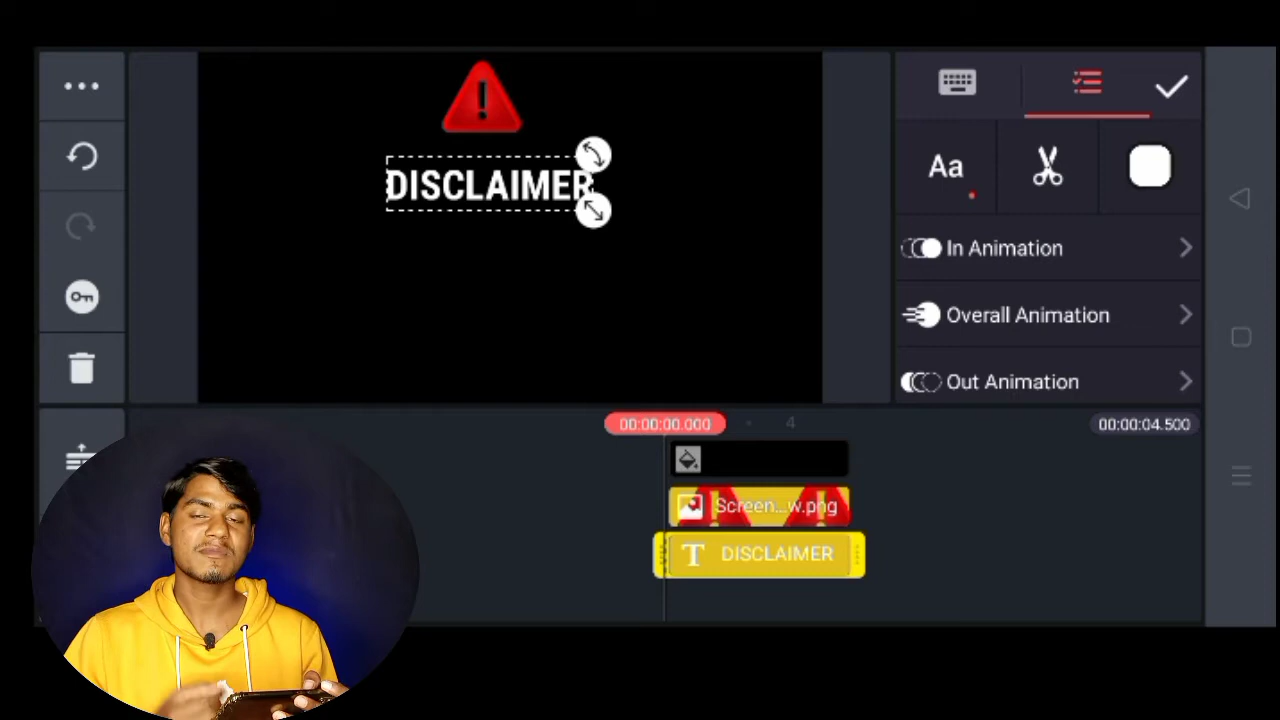 DISCLAIMER
Aa
In Animation
Overall Animation
Out Animation
00:00:00.000
4
00:00:04.500
Screen...w.png
T DISCLAIMER